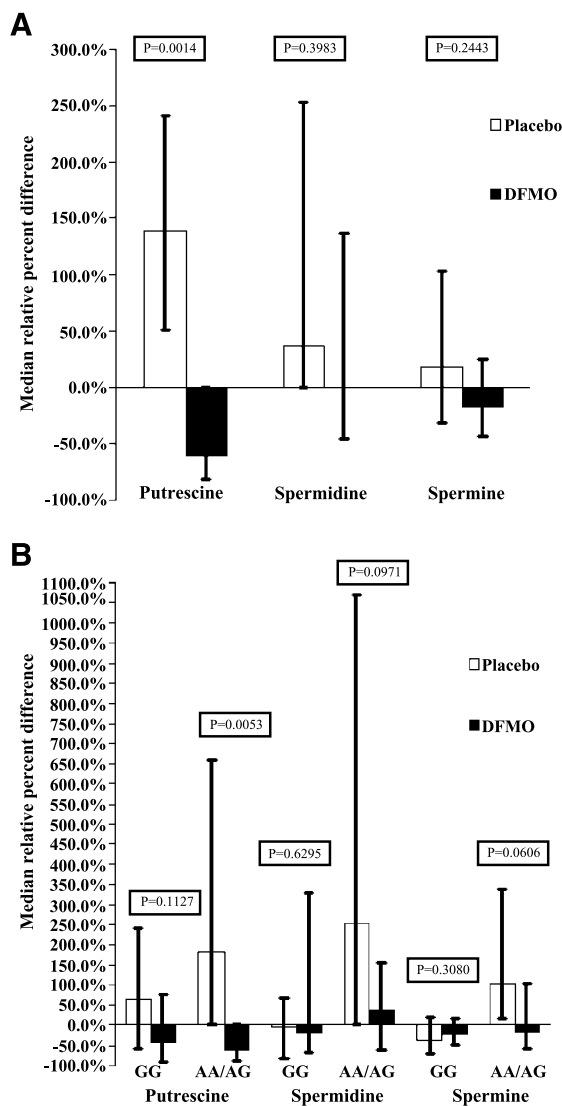 A
300.0%
P=0.0014
P=0.3983
P=0.2443
250.0%
200.0%
150.0%
100.0%
50.0%
0.0%
-50.0%
-100.0%
Median relative percent difference
Placebo
DFMO
Putrescine
Spermidine
Spermine
B
1100.0%
1050.0%
1000.0%
950.0%
900.0%
850.0%
800.0%
750.0%
700.0%
650.0%
600.0%
550.0%
500.0%
450.0%
400.0%
350.0%
300.0%
250.0%
200.0%
150.0%
100.0%
50.0%
0.0%
-50.0%
-100.0%
Median relative percent difference
P=0.0971
Placebo
P=0.0053
DFMO
P=0.6295
P=0.0606
P=0.1127
P=0.3080
GG
AA/AG
GG
AA/AG
GG
AA/AG
Putrescine
Spermidine
Spermine